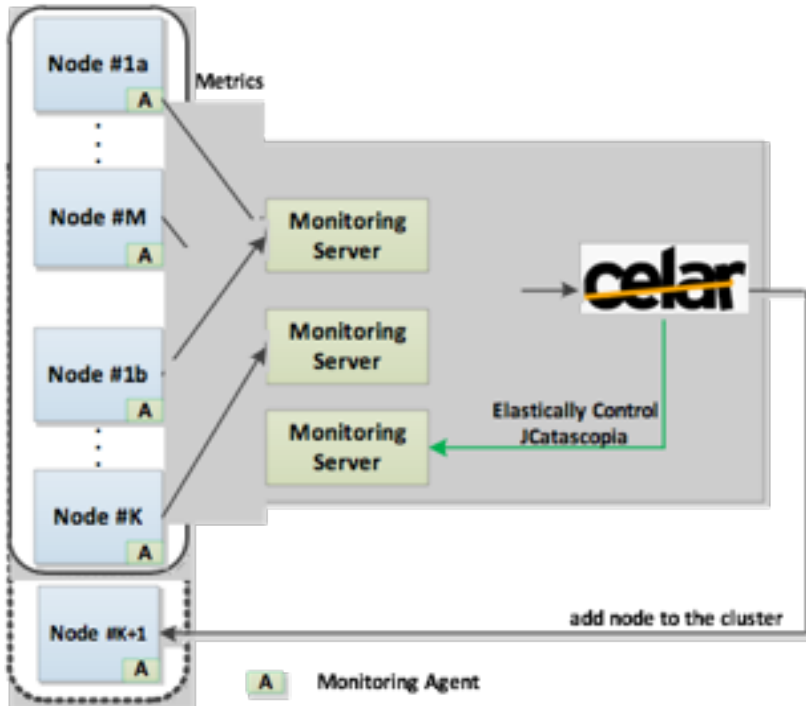 Node #1a
A
Metrics
Node #M
A
Monitoring
Server
celar
Node #1b
A
Monitoring
Server
Elastically Control
JCatascopia
Monitoring
Server
Node #K
A
add node to the cluster
Node #K+1
A
A Monitoring Agent